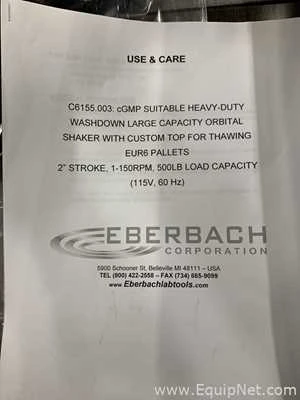 USE & CARE
C6155.003: cGMP SUITABLE HEAVY-DUTY
WASHDOWN LARGE CAPACITY ORBITAL
SHAKER WITH CUSTOM TOP FOR THAWING
EUR6 PALLETS
2" STROKE, 1-150RPM, 500LB LOAD CAPACITY
(115V, 60 Hz)
EBERBACH
CORPORATION
5900 Schooner St, Belleville MI 48111 – USA
TEL (800) 422-2558 – FAX (734) 665-9099
www.Eberbachlabtools.com
www.EquipNet.com